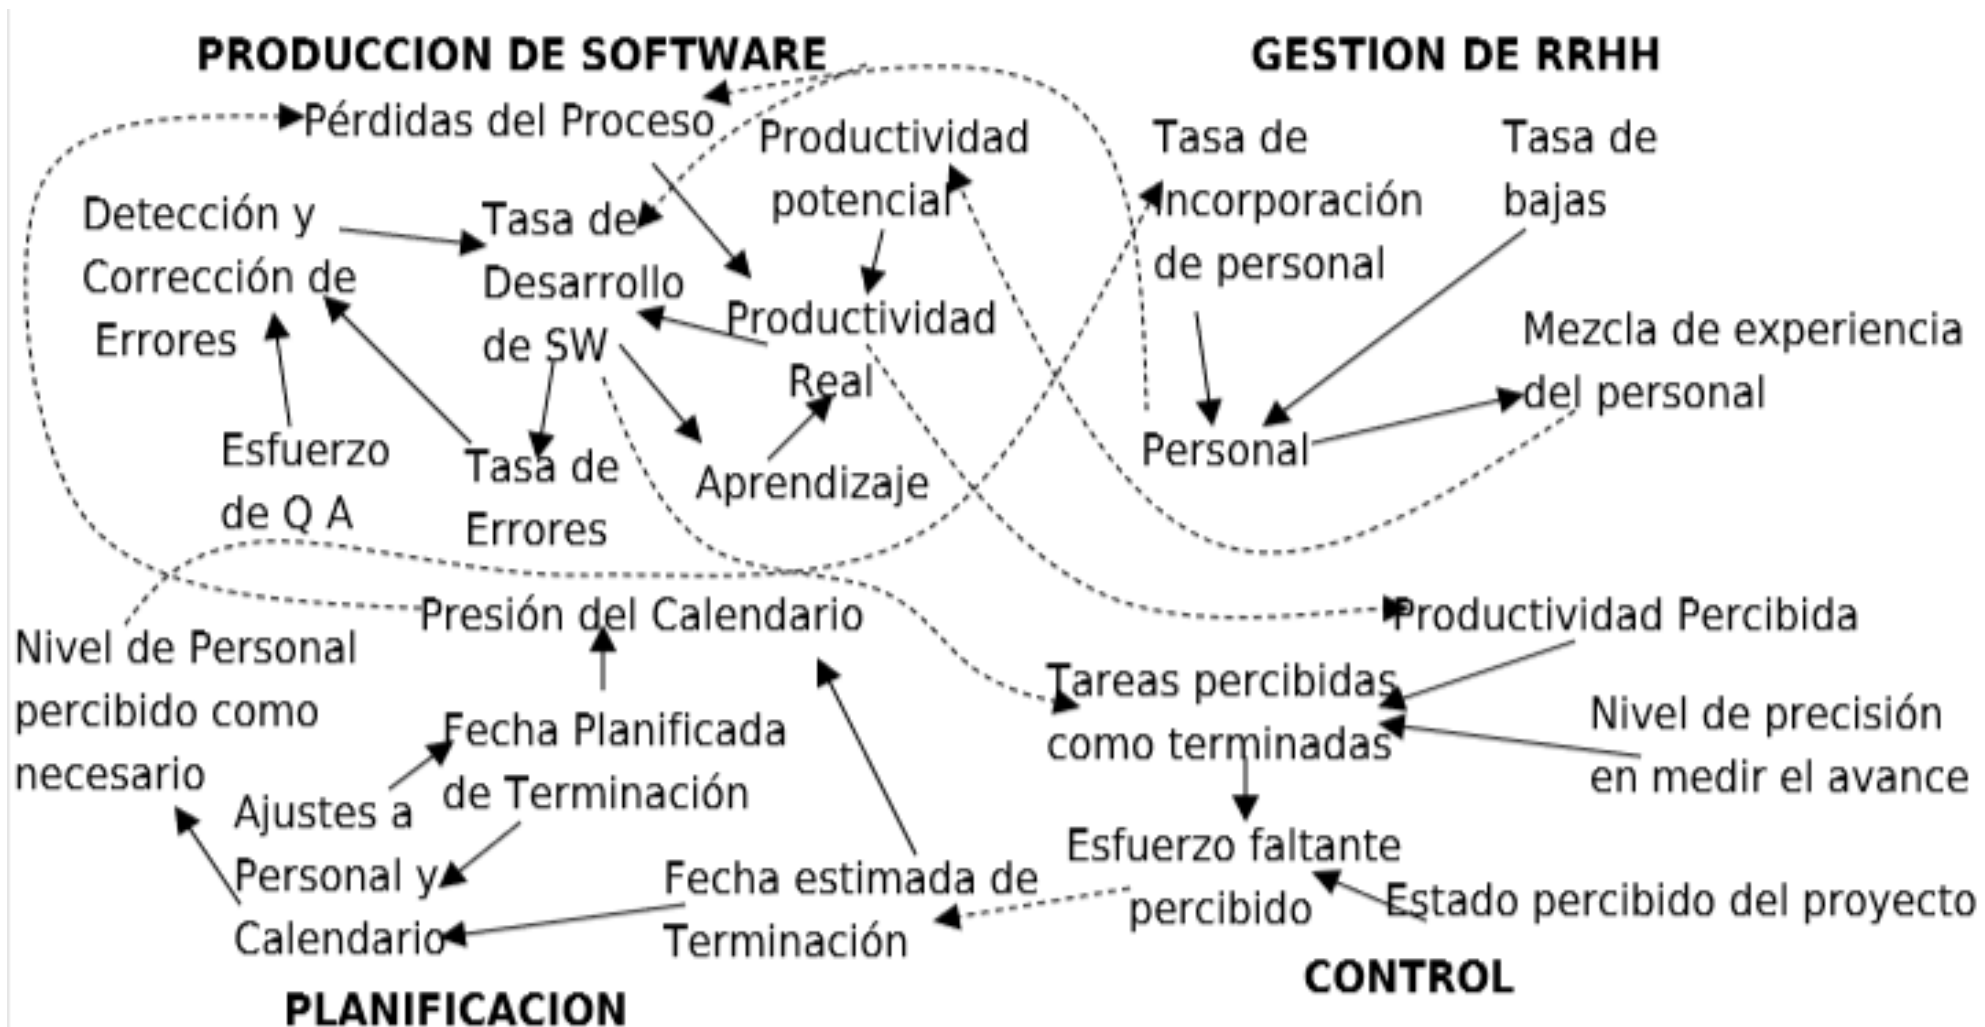 PRODUCCION DE SOFTWARE
GESTION DE RRHH
Pérdidas del Proceso
Productividad
potencial
Tasa de
incorporación
de personal
Tasa de
bajas
Detección y
Corrección de
Errores
Tasa de
Desarrollo
de SW
Productividad
Real
Mezcla de experiencia
del personal
Personal
Esfuerzo
de Q A
Tasa de
Errores
Aprendizaje
Presión del Calendario
Productividad Percibida
Nivel de Personal
percibido como
necesario
Fecha Planificada
de Terminación
Tareas percibidas
como terminadas
Nivel de precisión
en medir el avance
Ajustes a
Personal y
Calendario
Fecha estimada de
Terminación
Esfuerzo faltante
percibido
Estado percibido del proyecto
CONTROL
PLANIFICACION